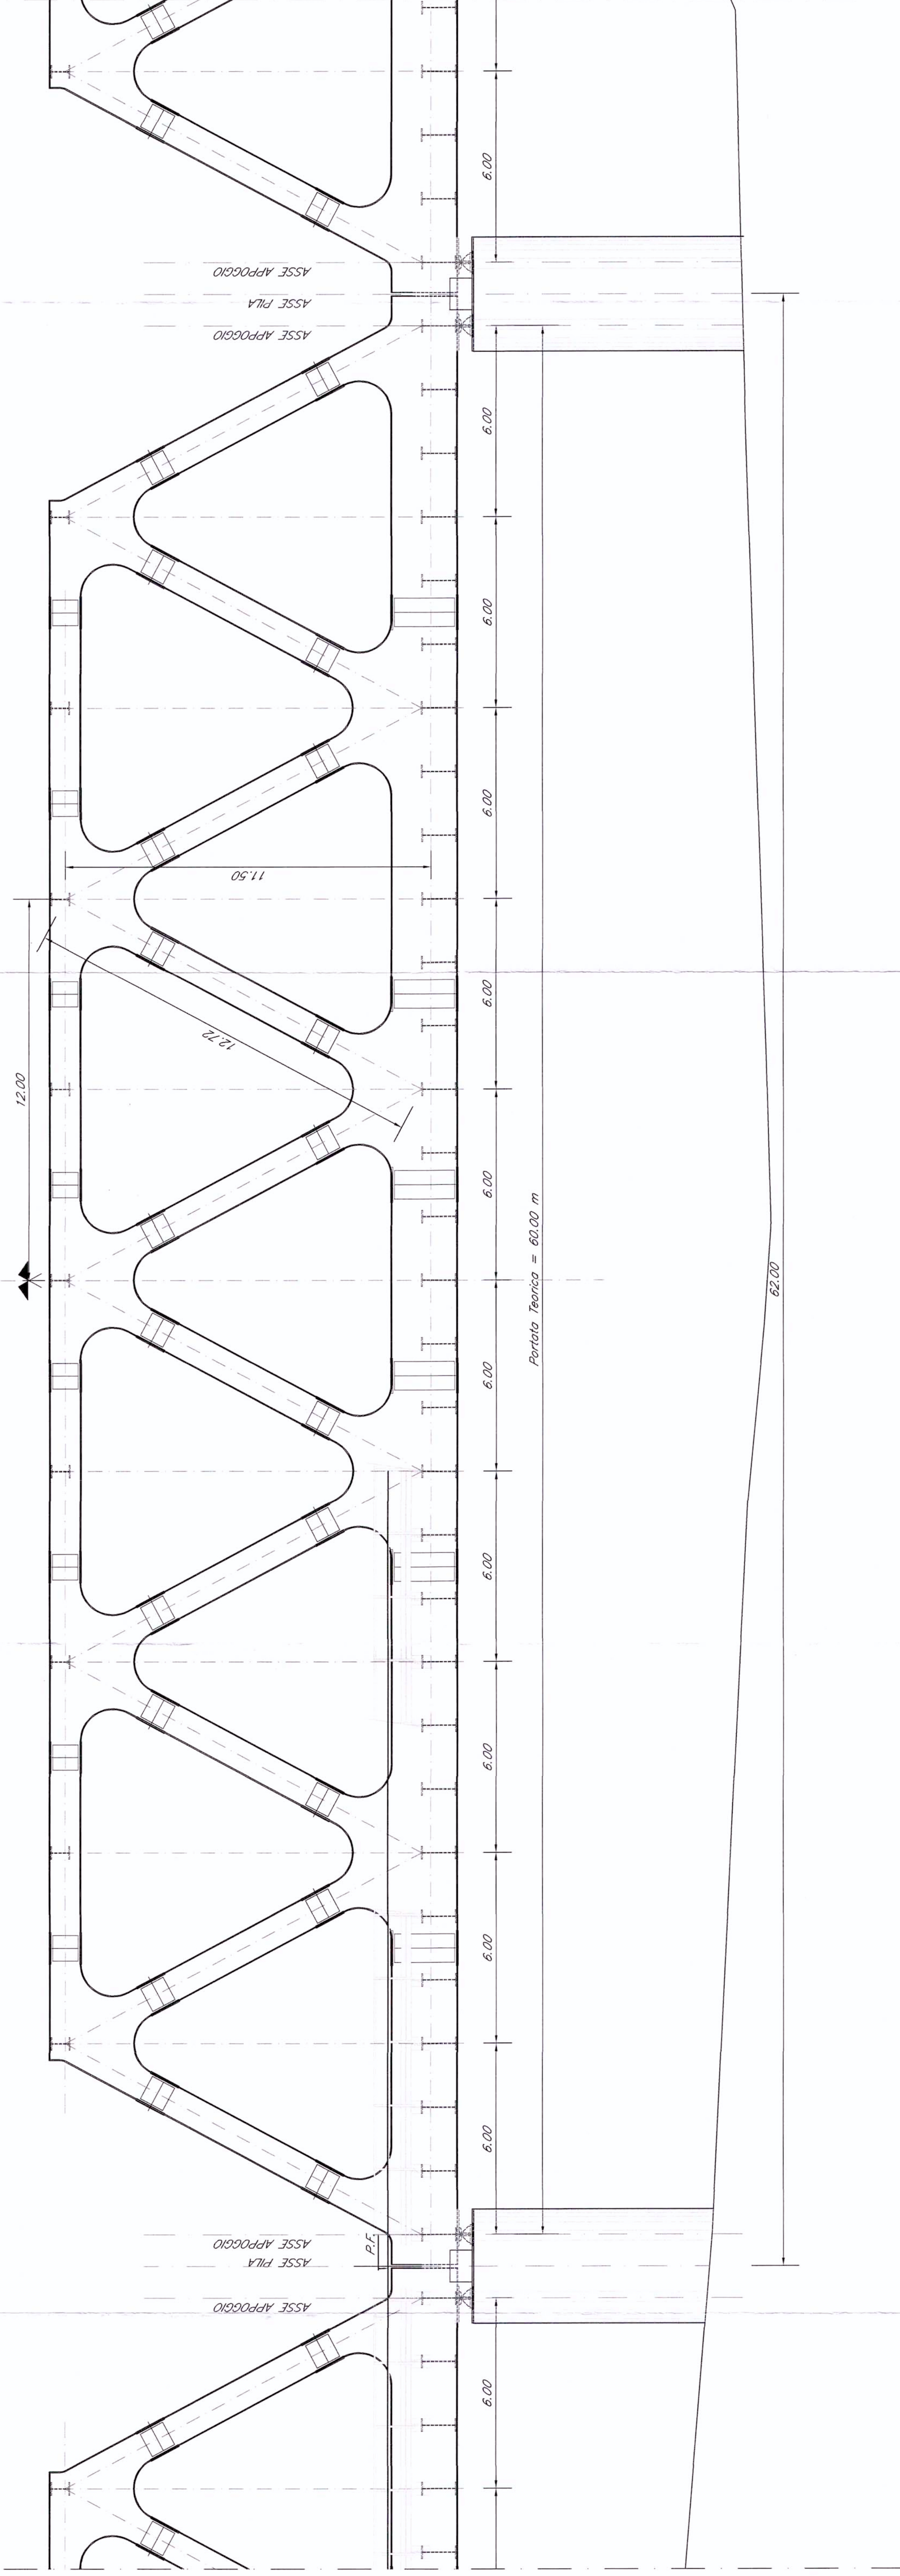 6.00
ASSE APPOGGIO
ASSE PILA
ASSE APPOGGIO
6.00
6.00
6.00
11.50
6.00
12.72
12.00
6.00
Portata Teorica = 60.00 m
62.00
6.00
6.00
6.00
6.00
6.00
ASSE APPOGGIO
P.F.
ASSE PILA
ASSE APPOGGIO
6.00